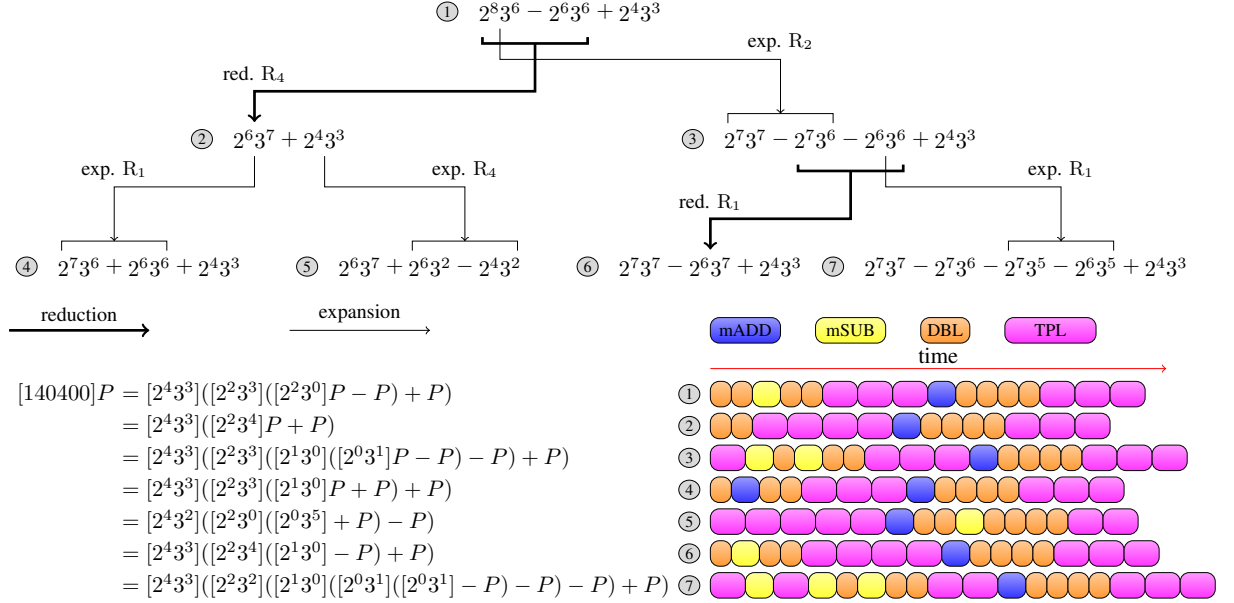 ① 2⁸3⁶ − 2⁶3⁶ + 2⁴3³
exp. R₂
red. R₄
② 2⁶3⁷ + 2⁴3³
③ 2⁷3⁷ − 2⁷3⁶ − 2⁶3⁶ + 2⁴3³
exp. R₁
exp. R₄
red. R₁
exp. R₁
④ 2⁷3⁶ + 2⁶3⁶ + 2⁴3³
⑤ 2⁶3⁷ + 2⁶3² − 2⁴3²
⑥ 2⁷3⁷ − 2⁶3⁷ + 2⁴3³
⑦ 2⁷3⁷ − 2⁷3⁶ − 2⁷3⁵ − 2⁶3⁵ + 2⁴3³
reduction
expansion
mADD mSUB DBL TPL
time
[140400]P = [2⁴3³]([2²3³]([2²3⁰]P − P) + P)
= [2⁴3³]([2²3⁴]P + P)
= [2⁴3³]([2²3³]([2¹3⁰]([2⁰3¹]P − P) − P) + P)
= [2⁴3³]([2²3³]([2¹3⁰]P + P) + P)
= [2⁴3²]([2²3⁰]([2⁰3⁵] + P) − P)
= [2⁴3³]([2²3⁴]([2¹3⁰] − P) + P)
= [2⁴3³]([2²3²]([2¹3⁰]([2⁰3¹]([2⁰3¹] − P) − P) − P) + P)
①
②
③
④
⑤
⑥
⑦